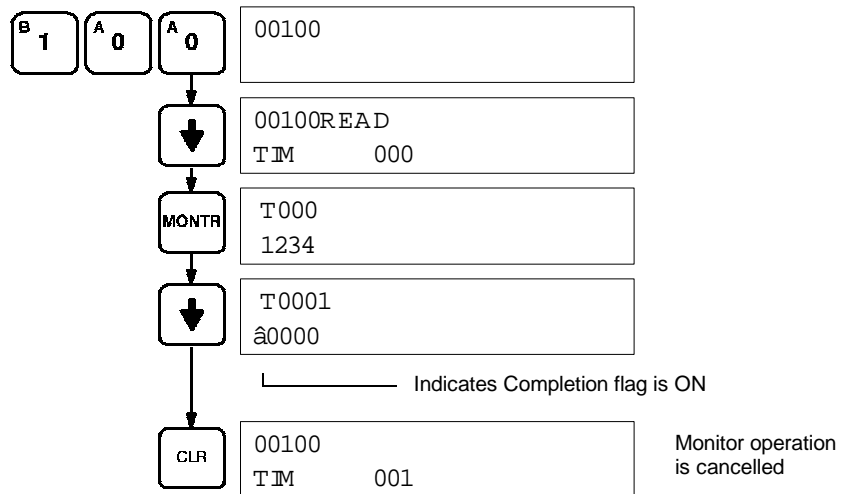 B 1 A 0 A 0
00100
00100READ
TIM 000
MONTR
T000
1234
T0001
â0000
Indicates Completion flag is ON
CLR
00100
TIM 001
Monitor operation
is cancelled